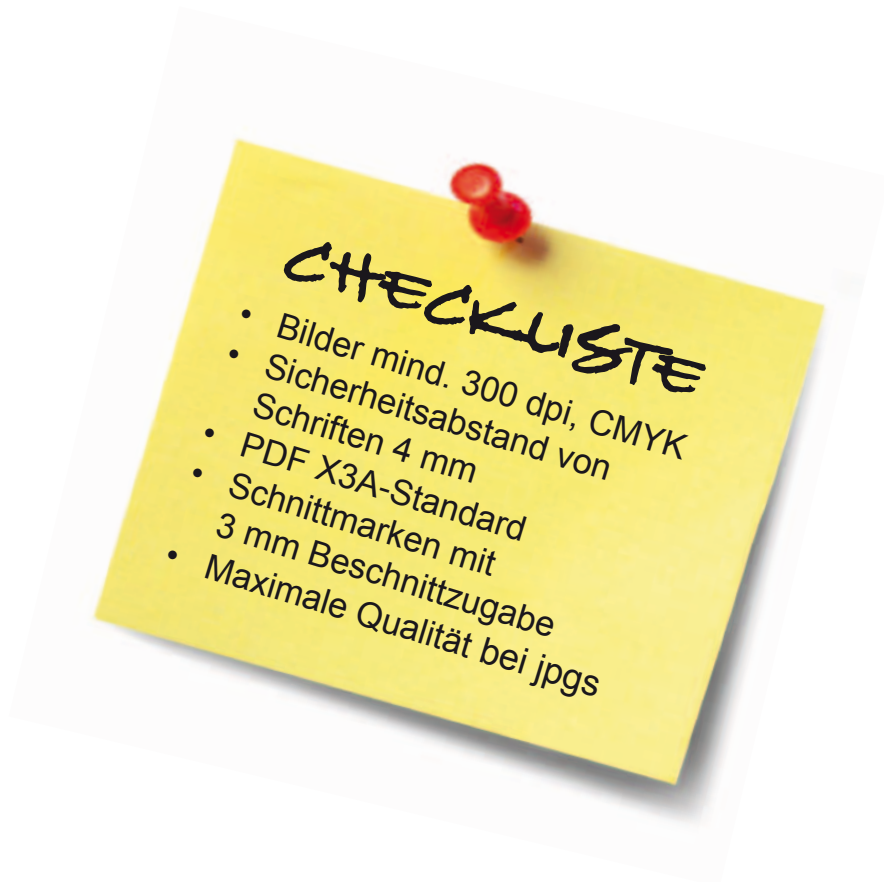 CHECKLISTE
• Bilder mind. 300 dpi, CMYK
• Sicherheitsabstand von
Schriften 4 mm
• PDF X3A-Standard
• Schnittmarken mit
3 mm Beschnittzugabe
• Maximale Qualität bei jpgs